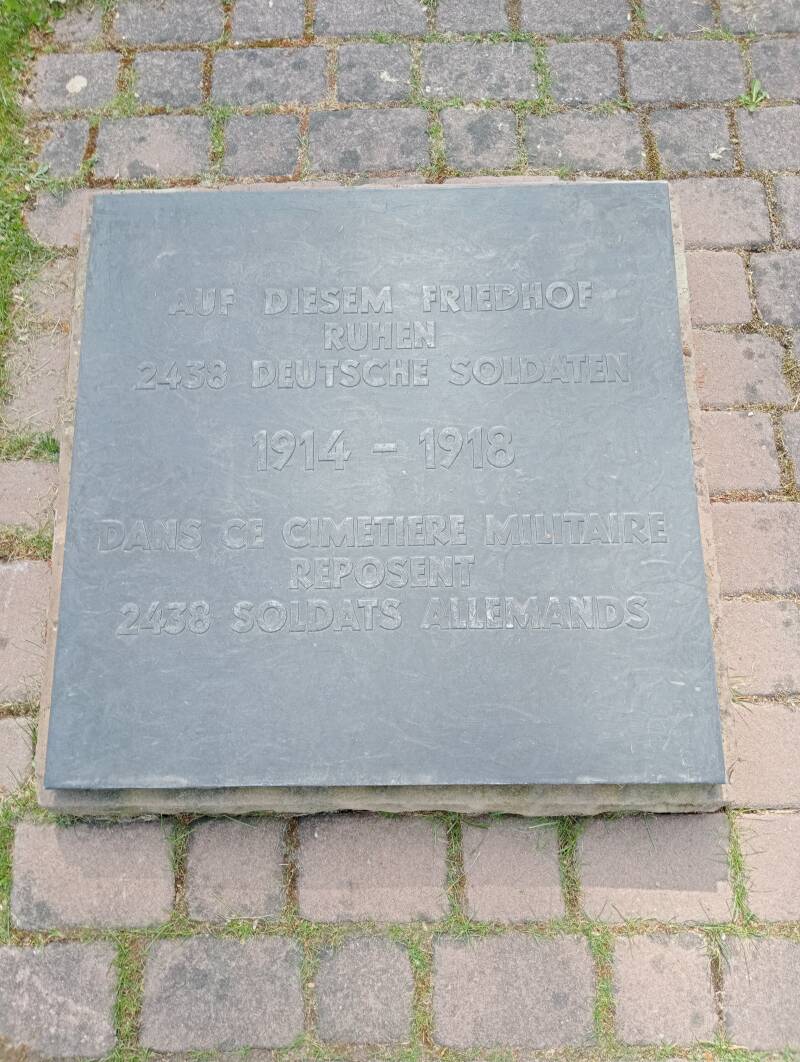 AUF DIESEM FRIEDHOF
RUHEN
2438 DEUTSCHE SOLDATEN
1914 - 1918
DANS CE CIMETIERE MILITAIRE
REPOSENT
2438 SOLDATS ALLEMANDS